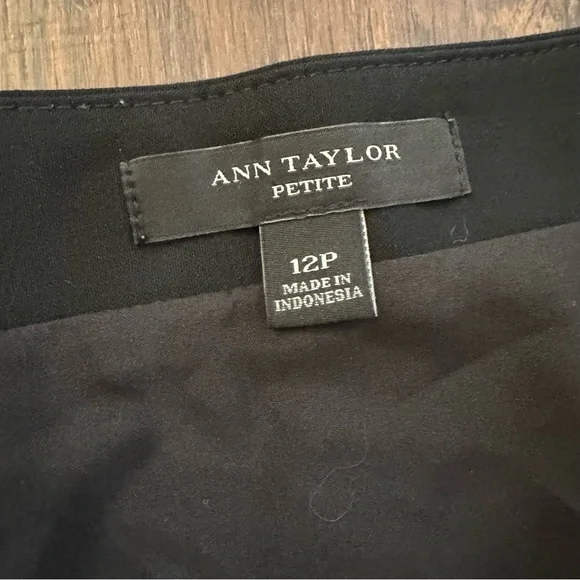 ANN TAYLOR
PETITE
12P
MADE IN
INDONESIA